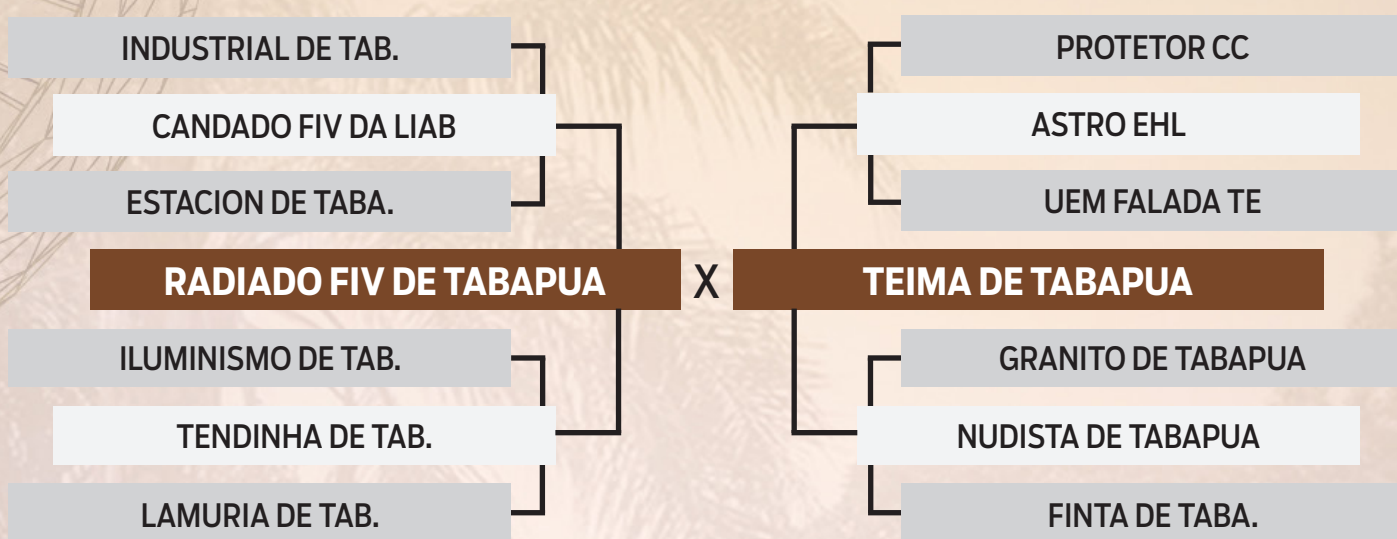 INDUSTRIAL DE TAB.
CANDADO FIV DA LIAB
ESTACION DE TABA.
RADIADO FIV DE TABAPUA
ILUMINISMO DE TAB.
TENDINHA DE TAB.
LAMURIA DE TAB.
X
PROTETOR CC
ASTRO EHL
UEM FALADA TE
TEIMA DE TABAPUA
GRANITO DE TABAPUA
NUDISTA DE TABAPUA
FINTA DE TABA.